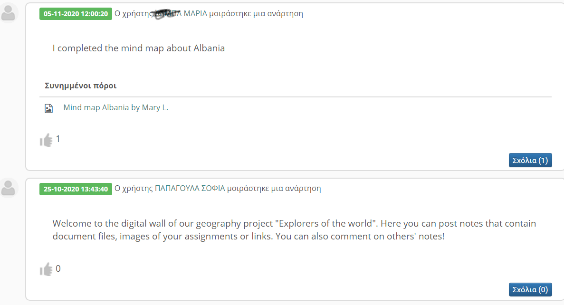 05-11-2020 12:00:20 Ο χρήστης ΜΑΡΙΑ μοιράστηκε μια ανάρτηση
I completed the mind map about Albania
Συνημμένοι πόροι
Mind map Albania by Mary L.
1
Σχόλια (1)
25-10-2020 13:43:40 Ο χρήστης ΠΑΠΑΓΟΥΛΑ ΣΟΦΙΑ μοιράστηκε μια ανάρτηση
Welcome to the digital wall of our geography project "Explorers of the world". Here you can post notes that contain
document files, images of your assignments or links. You can also comment on others' notes!
0
Σχόλια (0)